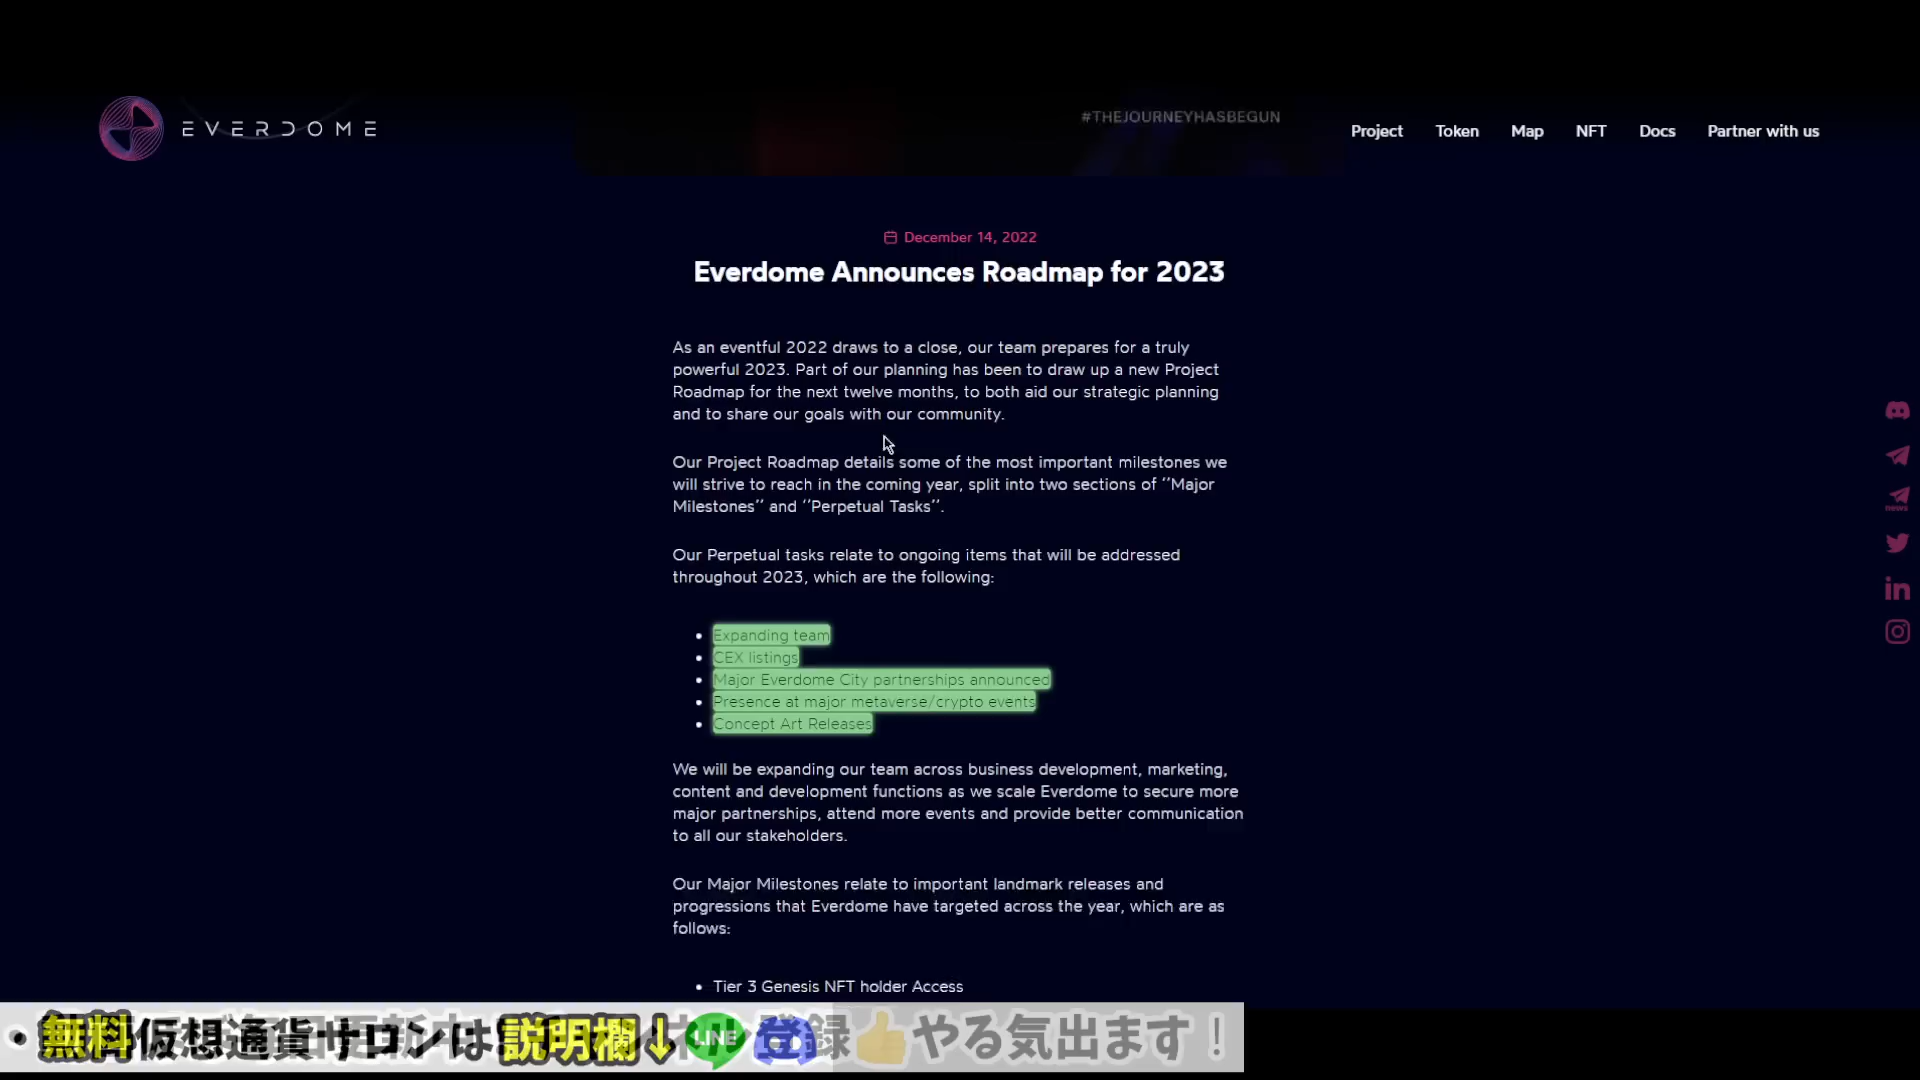 #THEJOURNEYHASBEGUN
EVERDOME
Project Token Map NFT Docs Partner with us
December 14, 2022
Everdome Announces Roadmap for 2023
As an eventful 2022 draws to a close, our team prepares for a truly
powerful 2023. Part of our planning has been to draw up a new Project
Roadmap for the next twelve months, to both aid our strategic planning
and to share our goals with our community.
Our Project Roadmap details some of the most important milestones we
will strive to reach in the coming year, split into two sections of ‘’Major
Milestones’’ and ‘’Perpetual Tasks’’.
Our Perpetual tasks relate to ongoing items that will be addressed
throughout 2023, which are the following:
• Expanding team
• CEX listings
• Major Everdome City partnerships announced
• Presence at major metaverse/crypto events
• Concept Art Releases
We will be expanding our team across business development, marketing,
content and development functions as we scale Everdome to secure more
major partnerships, attend more events and provide better communication
to all our stakeholders.
Our Major Milestones relate to important landmark releases and
progressions that Everdome have targeted across the year, which are as
follows:
• Tier 3 Genesis NFT holder Access
news
・無料仮想通貨サロンは説明欄↓LINE 登録👍やる気出ます！